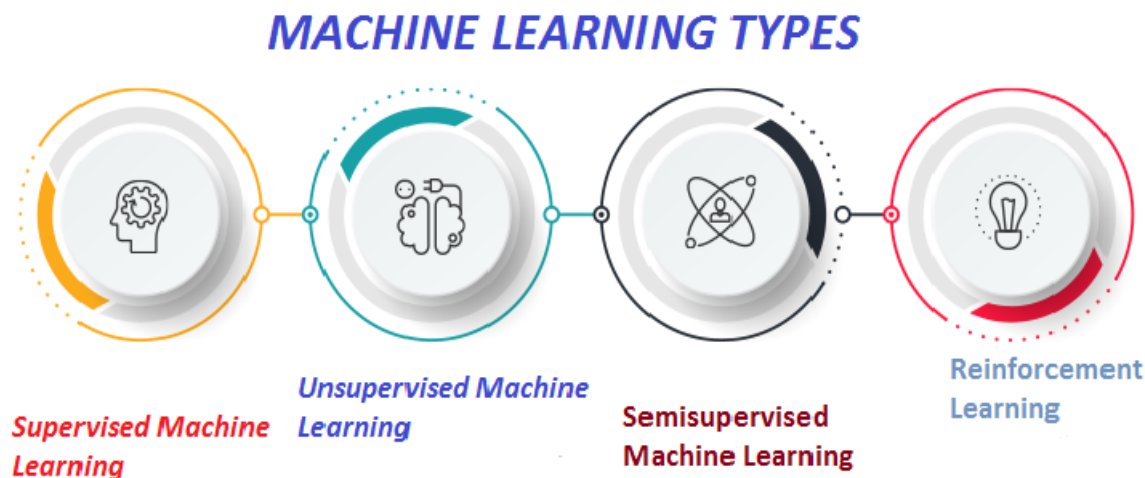 MACHINE LEARNING TYPES
Supervised Machine
Learning
Unsupervised Machine
Learning
Semisupervised
Machine Learning
Reinforcement
Learning